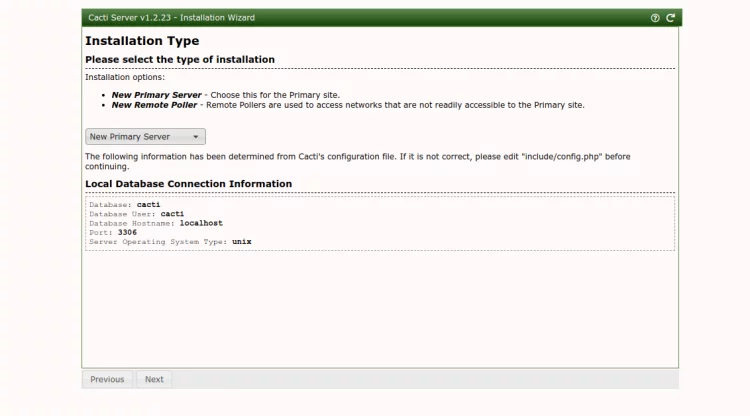 Cacti Server v1.2.23 - Installation Wizard
Installation Type
Please select the type of installation
Installation options:
• New Primary Server - Choose this for the Primary site.
• New Remote Poller - Remote Pollers are used to access networks that are not readily accessible to the Primary site.
New Primary Server
The following information has been determined from Cacti's configuration file. If it is not correct, please edit "include/config.php" before
continuing.
Local Database Connection Information
Database: cacti
Database User: cacti
Database Hostname: localhost
Port: 3306
Server Operating System Type: unix
Previous Next